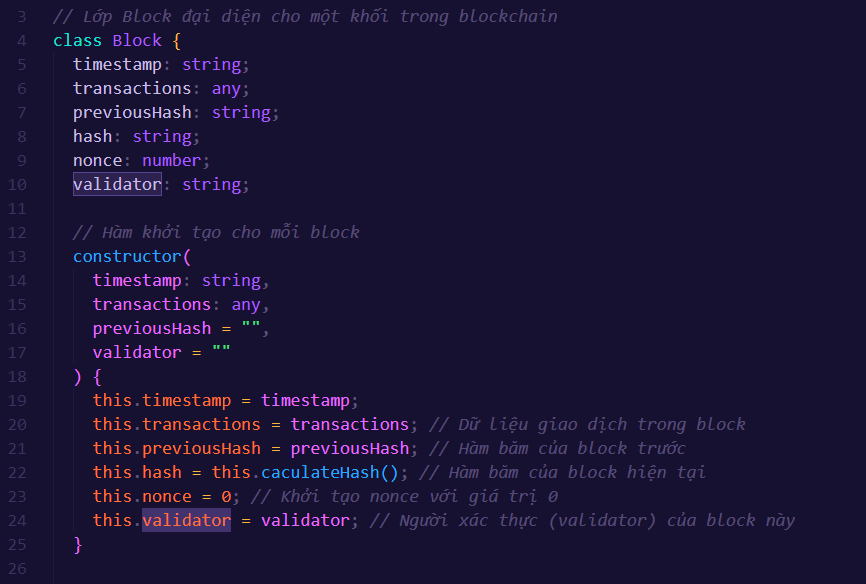 3 // Lớp Block đại diện cho một khối trong blockchain
4 class Block {
5 timestamp: string;
6 transactions: any;
7 previousHash: string;
8 hash: string;
9 nonce: number;
10 validator: string;
11
12 // Hàm khởi tạo cho mỗi block
13 constructor(
14 timestamp: string,
15 transactions: any,
16 previousHash = "",
17 validator = ""
18 ) {
19 this.timestamp = timestamp;
20 this.transactions = transactions; // Dữ liệu giao dịch trong block
21 this.previousHash = previousHash; // Hàm băm của block trước
22 this.hash = this.caculateHash(); // Hàm băm của block hiện tại
23 this.nonce = 0; // Khởi tạo nonce với giá trị 0
24 this.validator = validator; // Người xác thực (validator) của block này
25 }
26